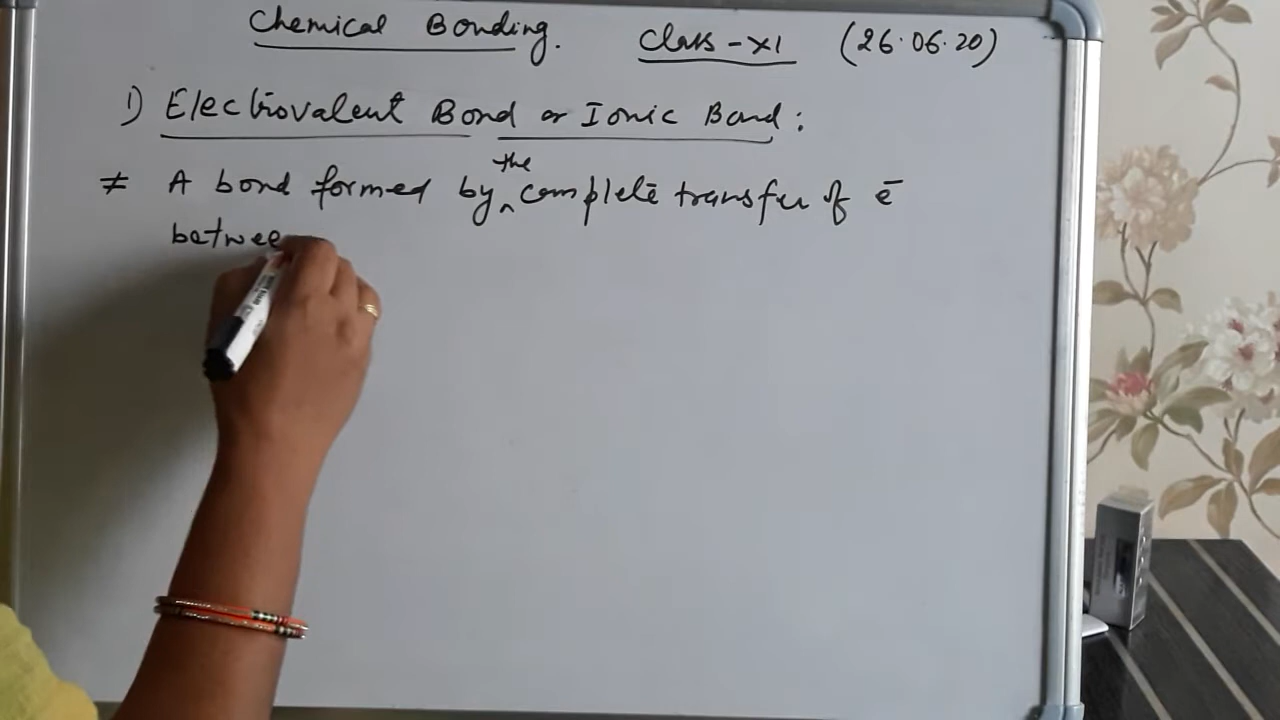 Chemical Bonding. Class-XI (26.06.20)
1) Electrovalent Bond or Ionic Bond:
≠ A bond formed by the complete transfer of ē
betwee